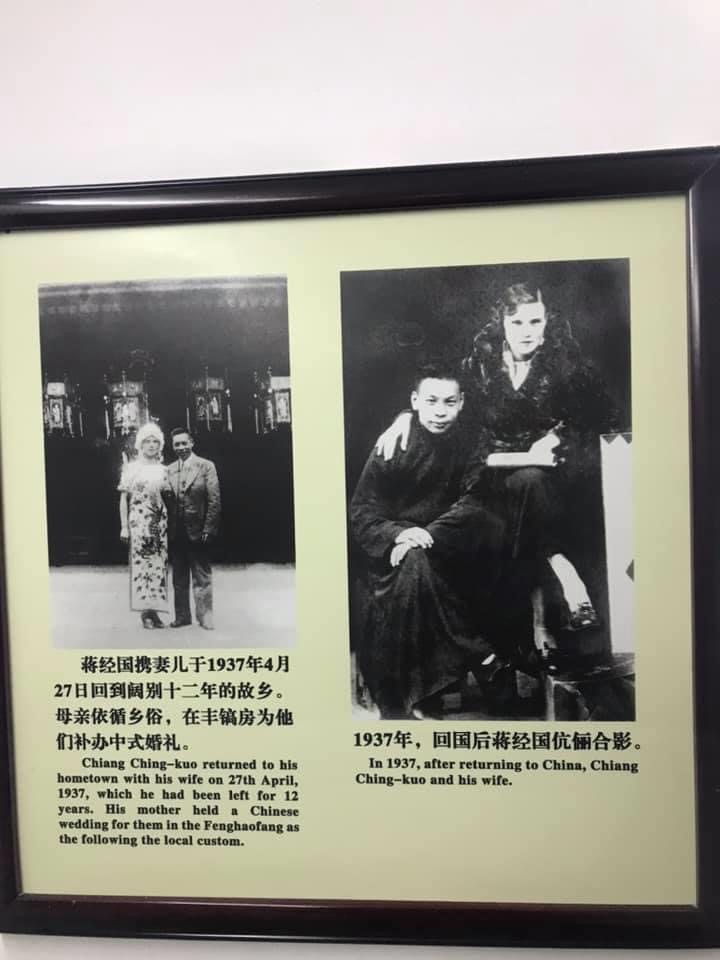 蒋经国携妻儿于1937年4月
27日回到阔别十二年的故乡。
母亲依循乡俗，在丰镐房为他
们补办中式婚礼。
Chiang Ching-kuo returned to his
hometown with his wife on 27th April,
1937, which he had been left for 12
years. His mother held a Chinese
wedding for them in the Fenghaofang as
the following the local custom.
1937年，回国后蒋经国伉俪合影。
In 1937, after returning to China, Chiang
Ching-kuo and his wife.